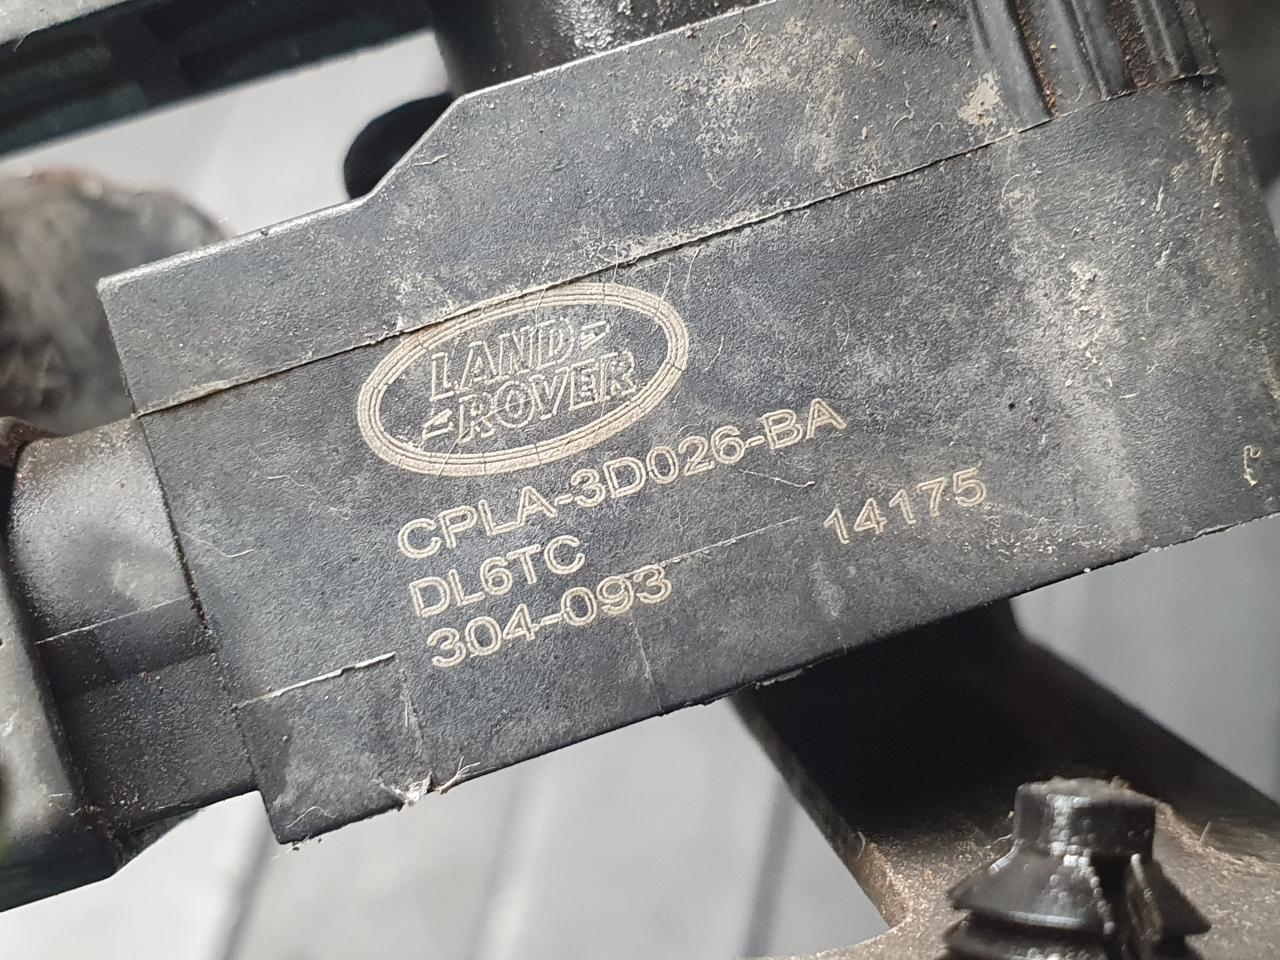 LAND
ROVER
CPLA-3D026-BA
DL6TC 14175
304-093